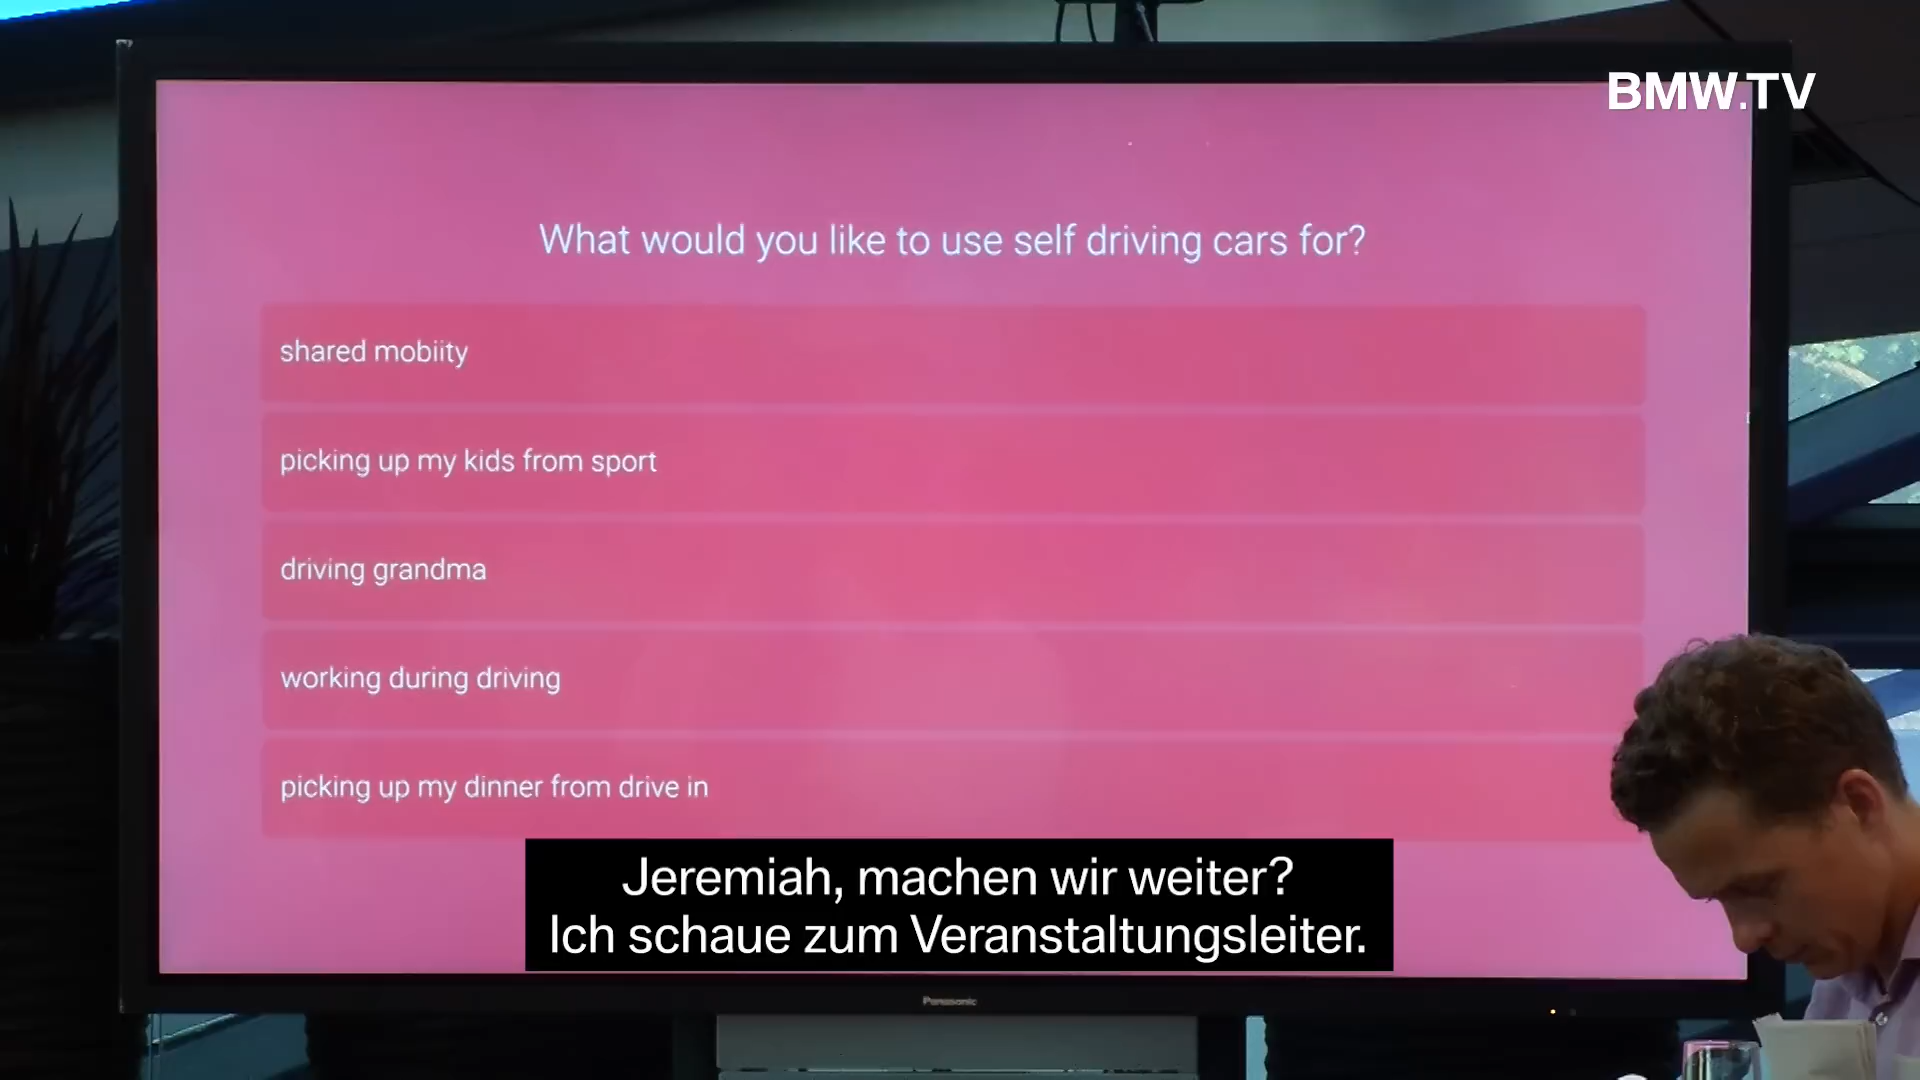 BMW.TV
What would you like to use self driving cars for?
shared mobiity
picking up my kids from sport
driving grandma
working during driving
picking up my dinner from drive in
Jeremiah, machen wir weiter?
Ich schaue zum Veranstaltungsleiter.
Panasonic